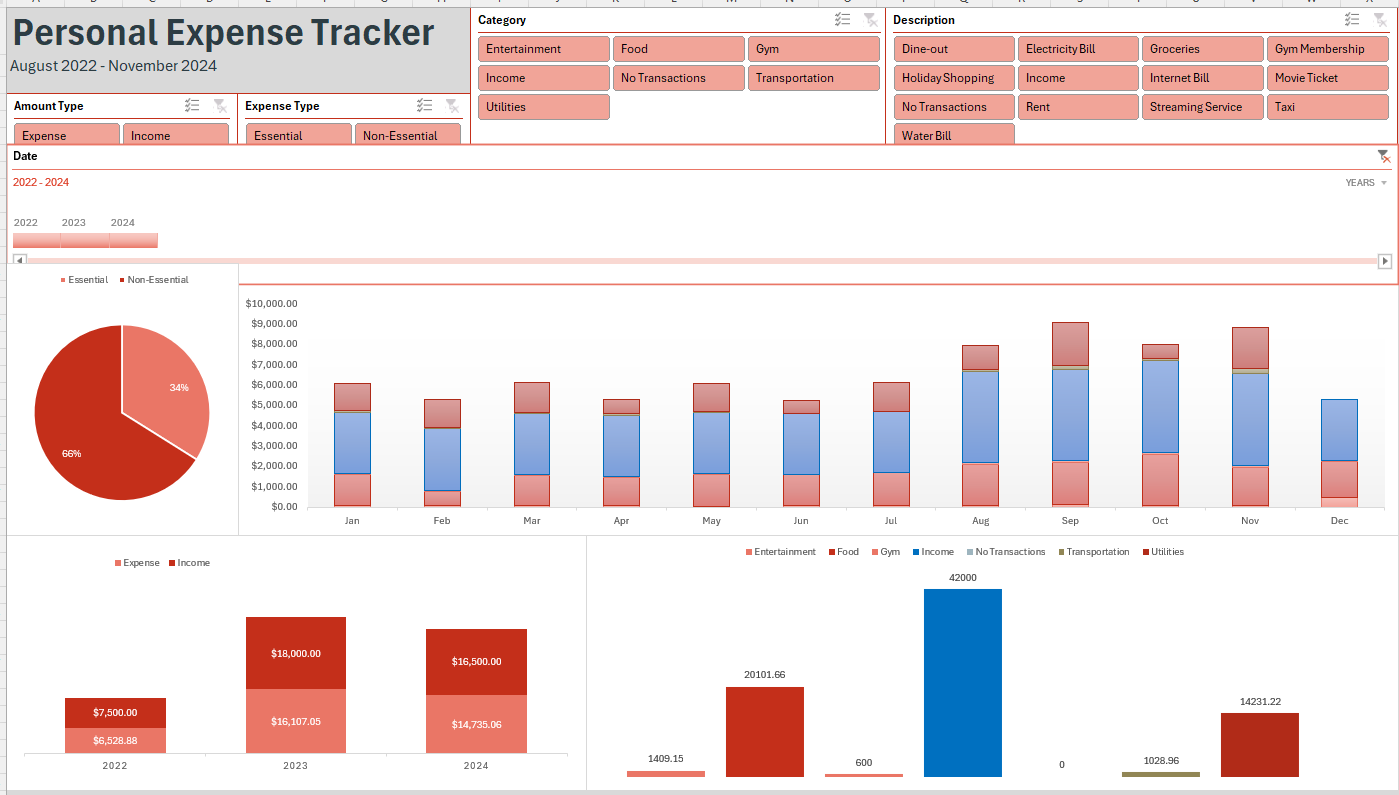 Personal Expense Tracker
August 2022 - November 2024
Category
Entertainment Food Gym
Income No Transactions Transportation
Utilities
Description
Dine-out Electricity Bill Groceries Gym Membership
Holiday Shopping Income Internet Bill Movie Ticket
No Transactions Rent Streaming Service Taxi
Water Bill
Amount Type
Expense Income
Expense Type
Essential Non-Essential
Date
2022 - 2024
YEARS
2022 2023 2024
Essential Non-Essential
34%
66%
$10,000.00
$9,000.00
$8,000.00
$7,000.00
$6,000.00
$5,000.00
$4,000.00
$3,000.00
$2,000.00
$1,000.00
$0.00
Jan Feb Mar Apr May Jun Jul Aug Sep Oct Nov Dec
Expense Income
$18,000.00
$16,500.00
$7,500.00
$16,107.05
$14,735.06
$6,528.88
2022 2023 2024
Entertainment Food Gym Income No Transactions Transportation Utilities
42000
20101.66
14231.22
1409.15
600
0
1028.96